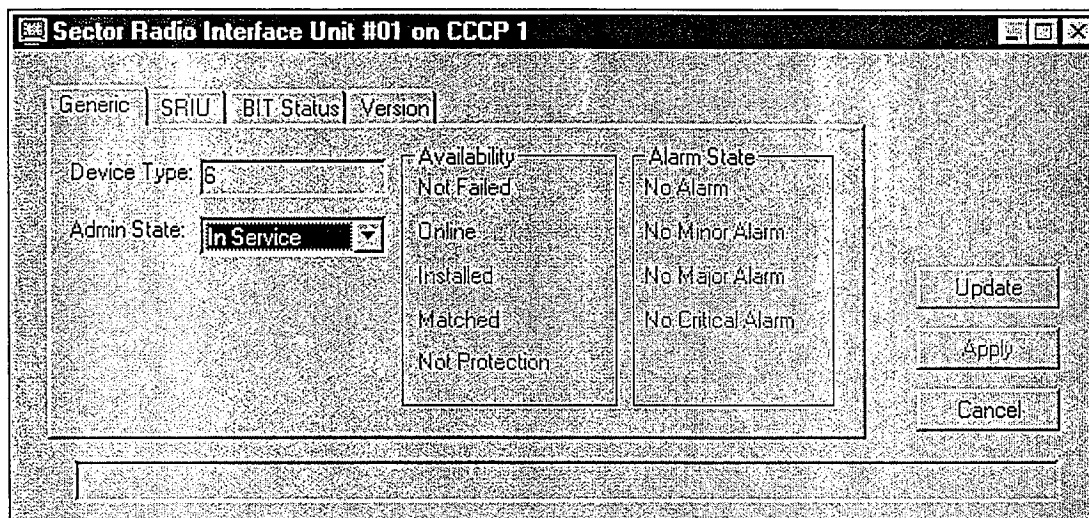 Sector Radio Interface Unit #01 on CCCP 1
Generic SRIU BIT Status Version
Device Type: 6
Admin State: In Service
Availability
Not Failed
Online
Installed
Matched
Not Protection
Alarm State
No Alarm
No Minor Alarm
No Major Alarm
No Critical Alarm
Update
Apply
Cancel